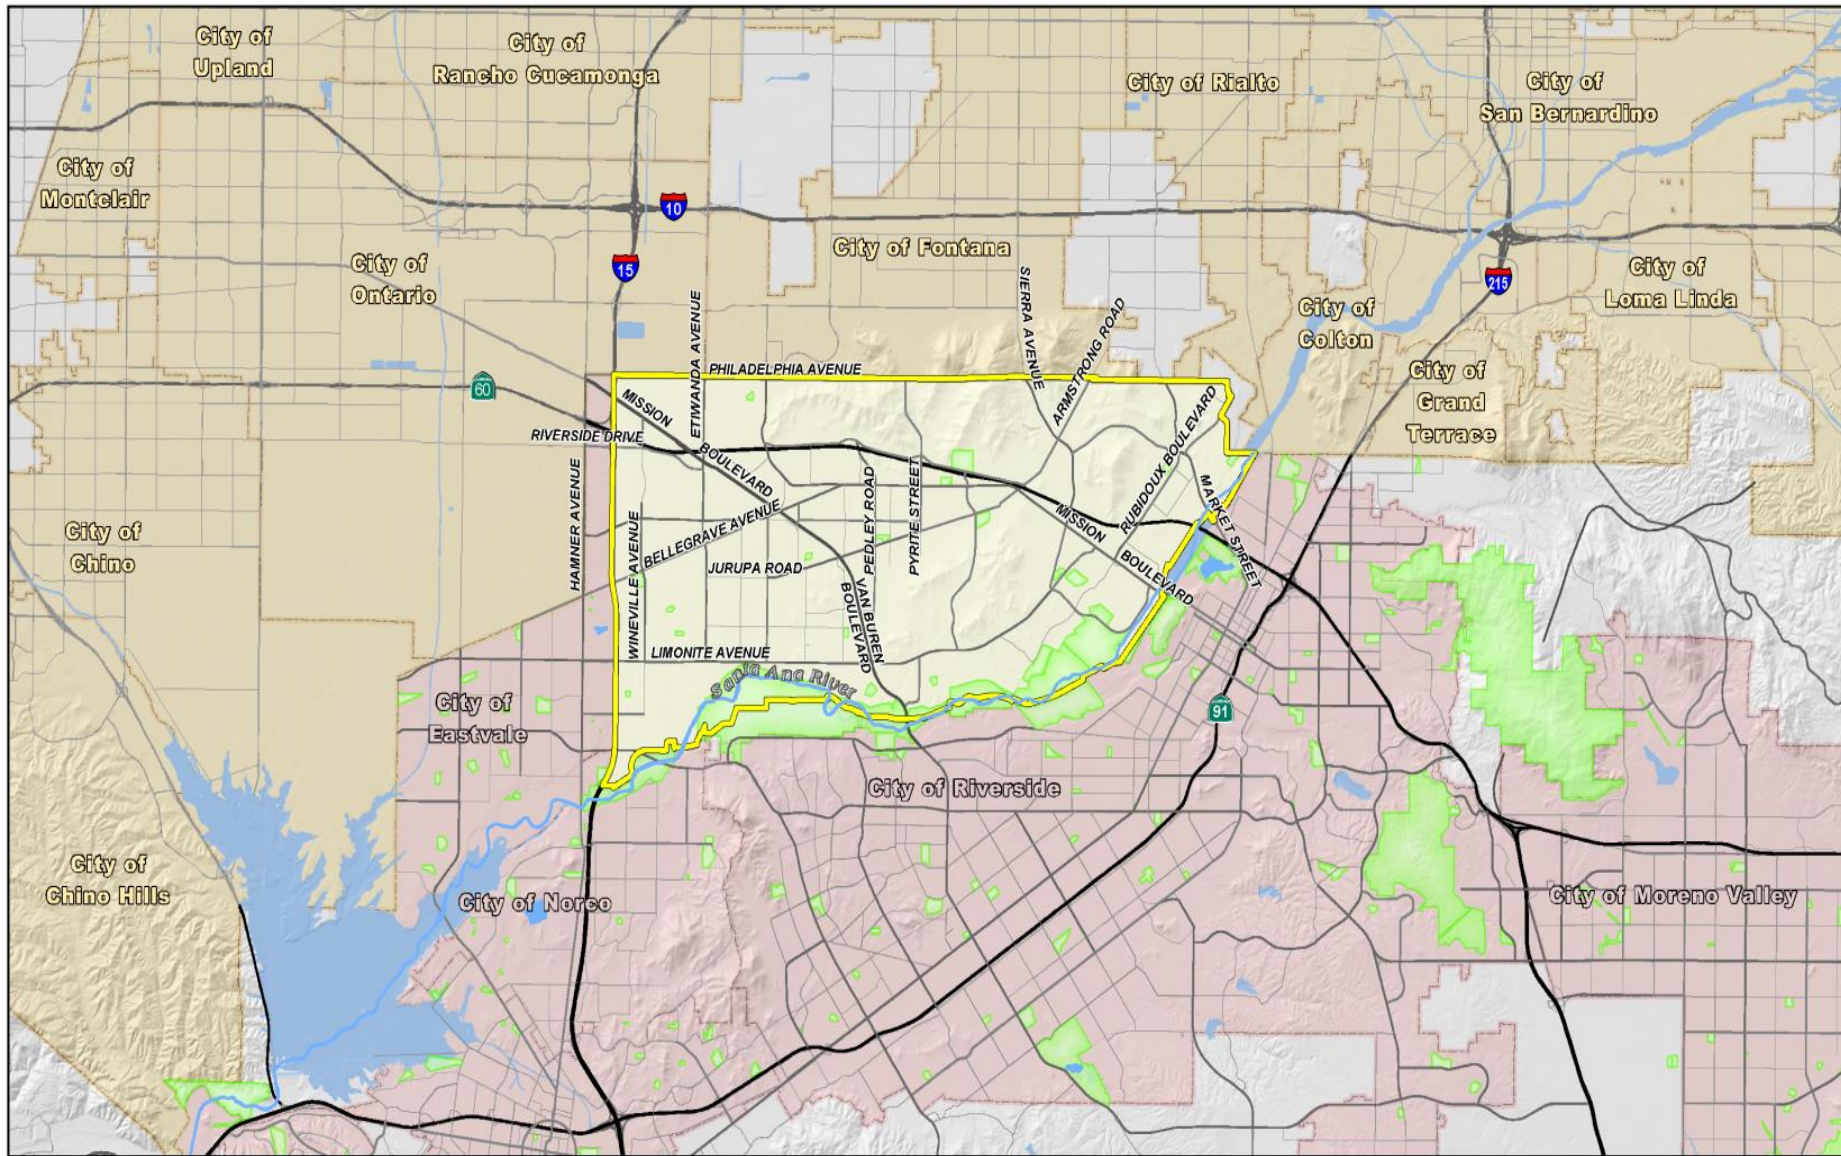 City of
Upland
City of
Rancho Cucamonga
City of Rialto
City of
San Bernardino
City of
Montclair
10
City of Fontana
City of
Ontario
15
215
City of
Loma Linda
City of
Colton
SIERRA AVENUE
ARMSTRONG ROAD
ETIWANDA AVENUE
PHILADELPHIA AVENUE
60
City of
Grand
Terrace
MISSION
BOULEVARD
RIVERSIDE DRIVE
RUBIDOUX BOULEVARD
MARKET STREET
HAMNER AVENUE
WINEVILLE AVENUE
BELLEGRAVE AVENUE
PEDLEY ROAD
PYRITE STREET
MISSION
BOULEVARD
City of
Chino
JURUPA ROAD
VAN BUREN
BOULEVARD
LIMONITE AVENUE
Santa Ana River
City of
Eastvale
91
City of Riverside
City of
Chino Hills
City of Norco
City of Moreno Valley